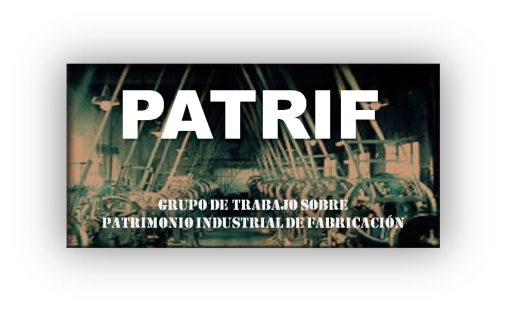 PATRIF
GRUPO DE TRABAJO SOBRE
PATRIMONIO INDUSTRIAL DE FABRICACIÓN